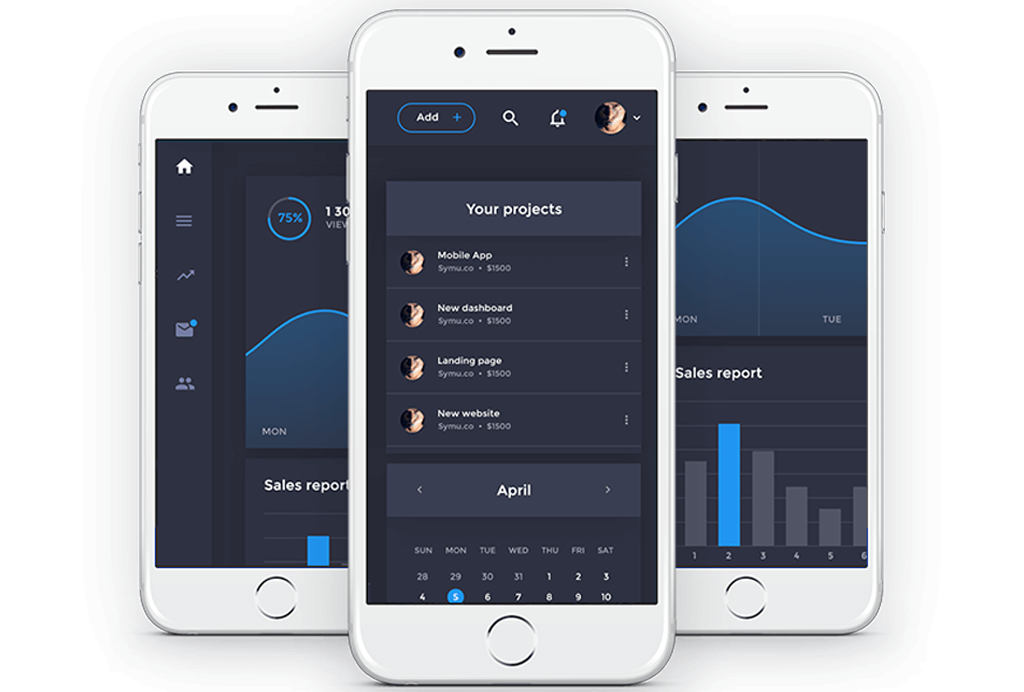 75%
1 30
VIEW
MON
Sales report
Add +
Your projects
Mobile App
Symu.co • $1500
New dashboard
Symu.co • $1500
Landing page
Symu.co • $1500
New website
Symu.co • $1500
April
SUN MON TUE WED THU FRI SAT
28 29 30 31 1 2 3
4 5 6 7 8 9 10
MON TUE
Sales report
1 2 3 4 5 6